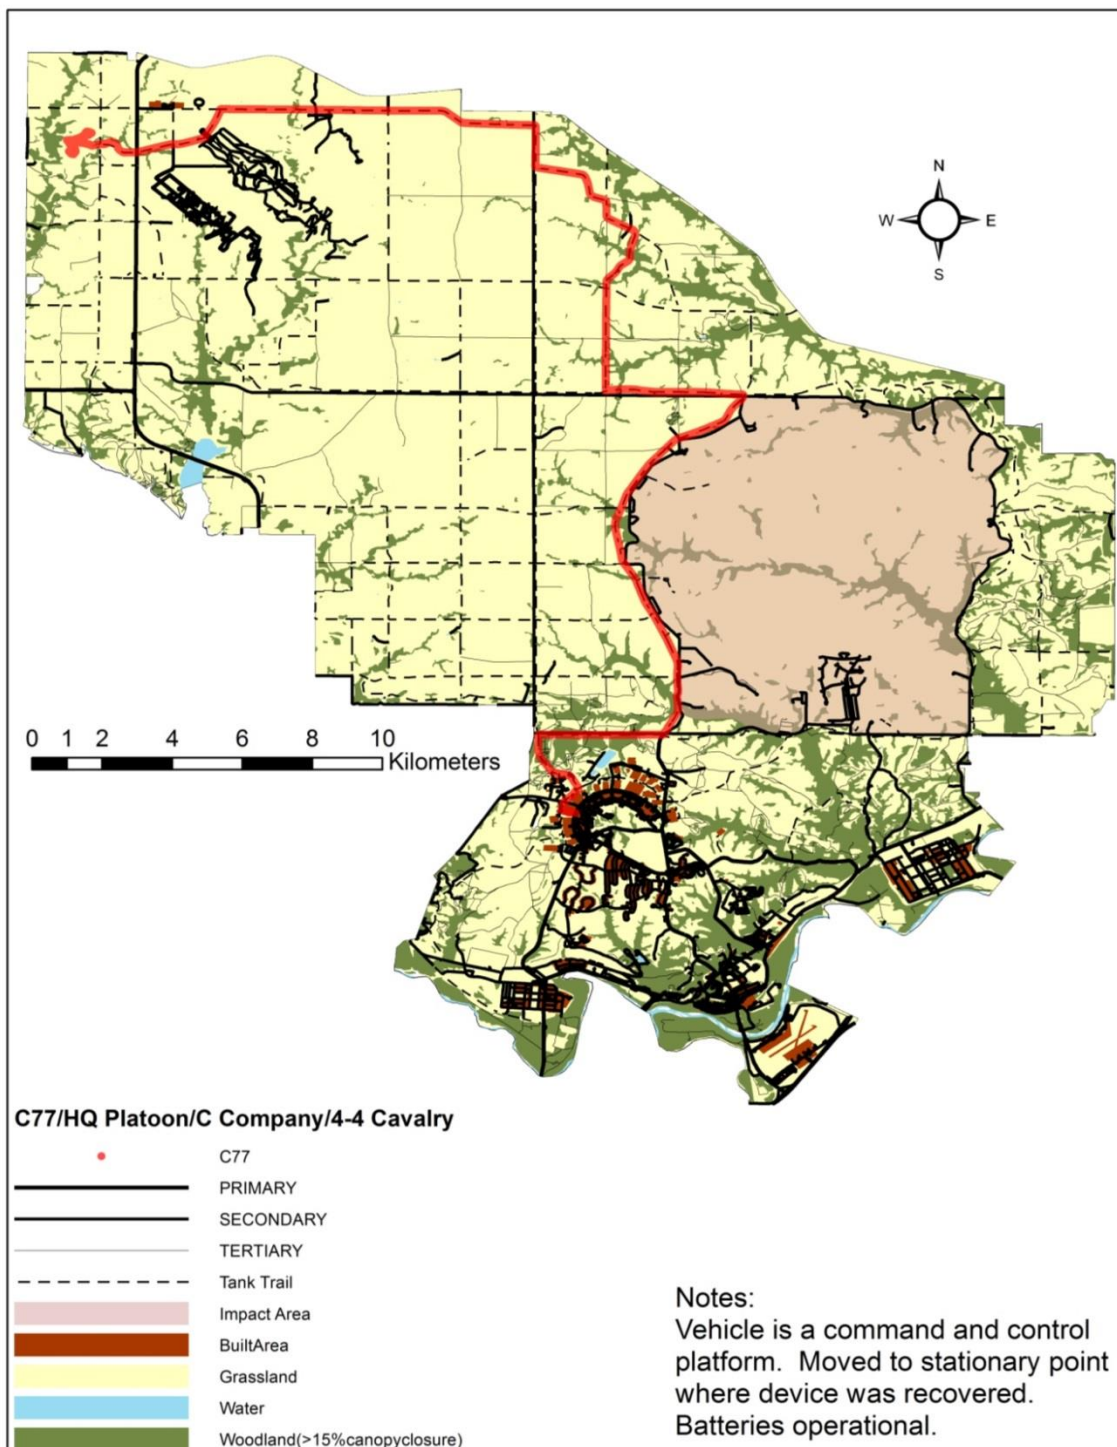 N
W E
S
0 1 2 4 6 8 10
Kilometers
C77/HQ Platoon/C Company/4-4 Cavalry
C77
PRIMARY
SECONDARY
TERTIARY
Tank Trail
Impact Area
BuiltArea
Grassland
Water
Woodland(>15%canopyclosure)
Notes:
Vehicle is a command and control
platform. Moved to stationary point
where device was recovered.
Batteries operational.